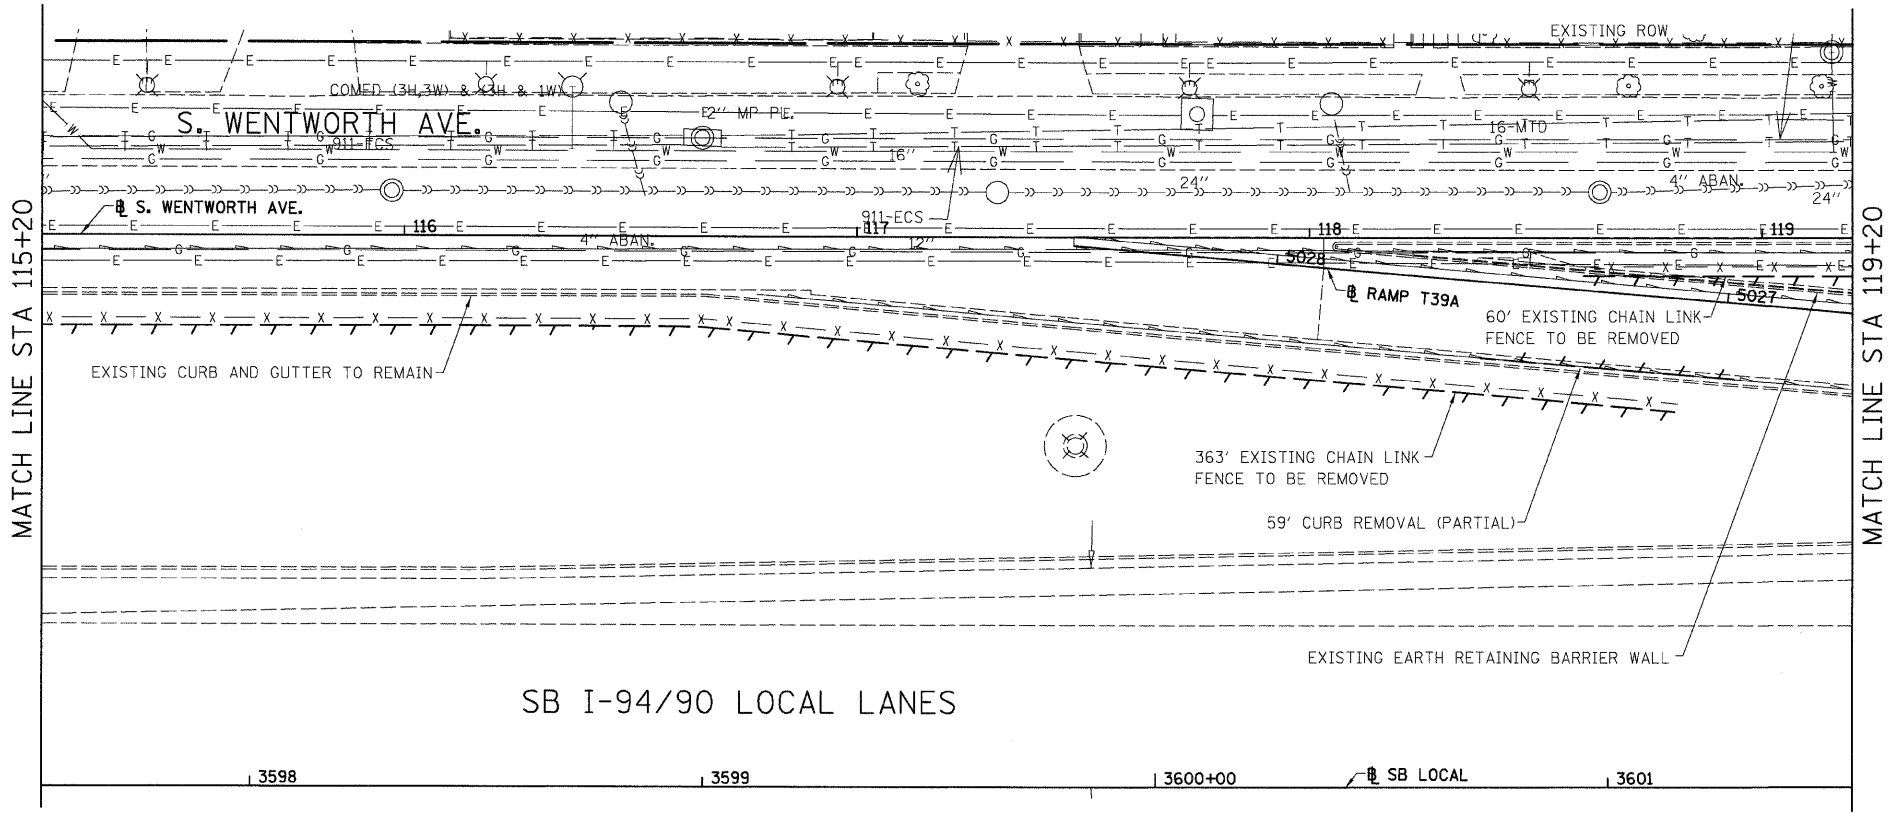 EXISTING ROW
COMED (3H,3W) & 
& 1W)
2" MP PIE.
S. WENTWORTH AVE.
16-MTD
911-ECS
16"
24"
4" ABAN.
24"
℄ S. WENTWORTH AVE.
911-ECS
116
117
118
119
4" ABAN.
12"
5028
5027
℄ RAMP T39A
60' EXISTING CHAIN LINK
FENCE TO BE REMOVED
EXISTING CURB AND GUTTER TO REMAIN
363' EXISTING CHAIN LINK
FENCE TO BE REMOVED
59' CURB REMOVAL (PARTIAL)
EXISTING EARTH RETAINING BARRIER WALL
SB I-94/90 LOCAL LANES
3598
3599
3600+00
℄ SB LOCAL
3601
MATCH LINE STA 115+20
MATCH LINE STA 119+20